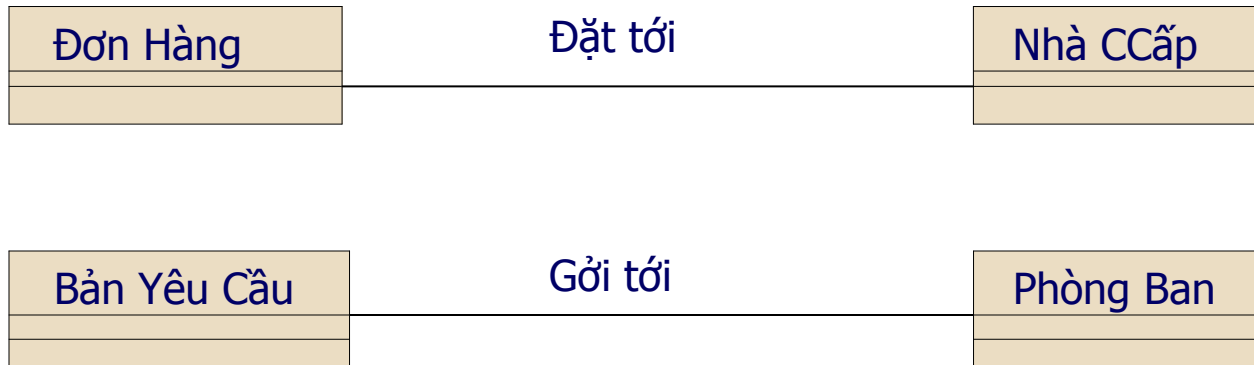 Đơn Hàng Đặt tới Nhà CCấp
Bản Yêu Cầu Gởi tới Phòng Ban